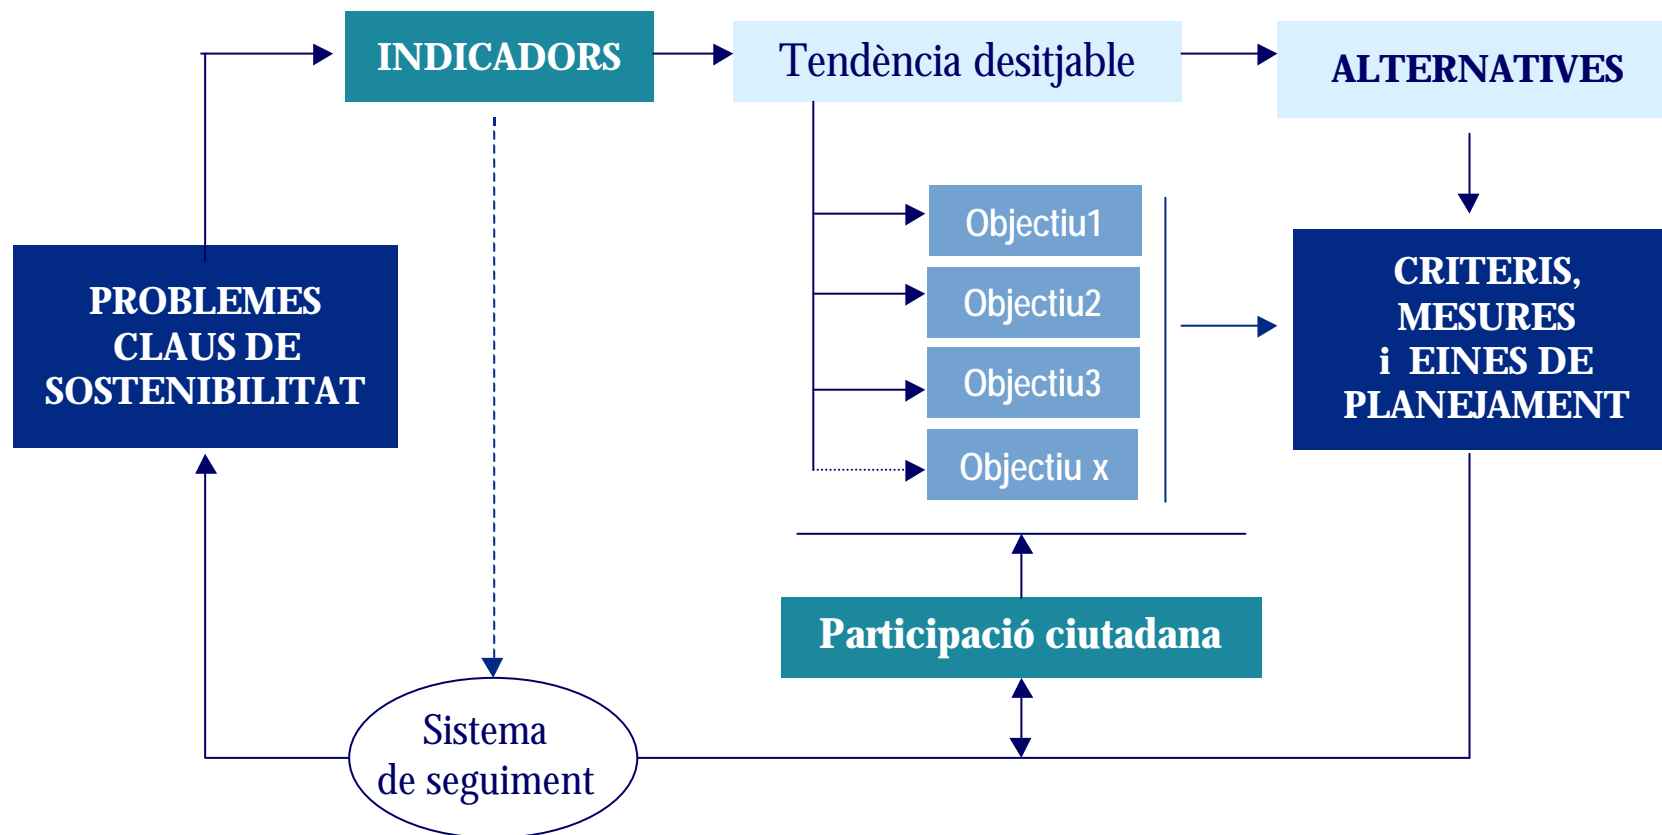 INDICADORS
Tendència desitjable
ALTERNATIVES
PROBLEMES
CLAUS DE
SOSTENIBILITAT
Objectiu1
Objectiu2
Objectiu3
Objectiu x
CRITERIS,
MESURES
i EINES DE
PLANEJAMENT
Participació ciutadana
Sistema
de seguiment